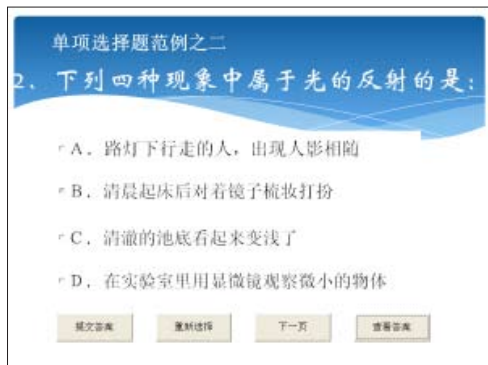 单项选择题范例之二
2．下列四种现象中属于光的反射的是：
A．路灯下行走的人，出现人影相随
B．清晨起床后对着镜子梳妆打扮
C．清澈的池底看起来变浅了
D．在实验室里用显微镜观察微小的物体
提交答案 重新选择 下一页 查看答案